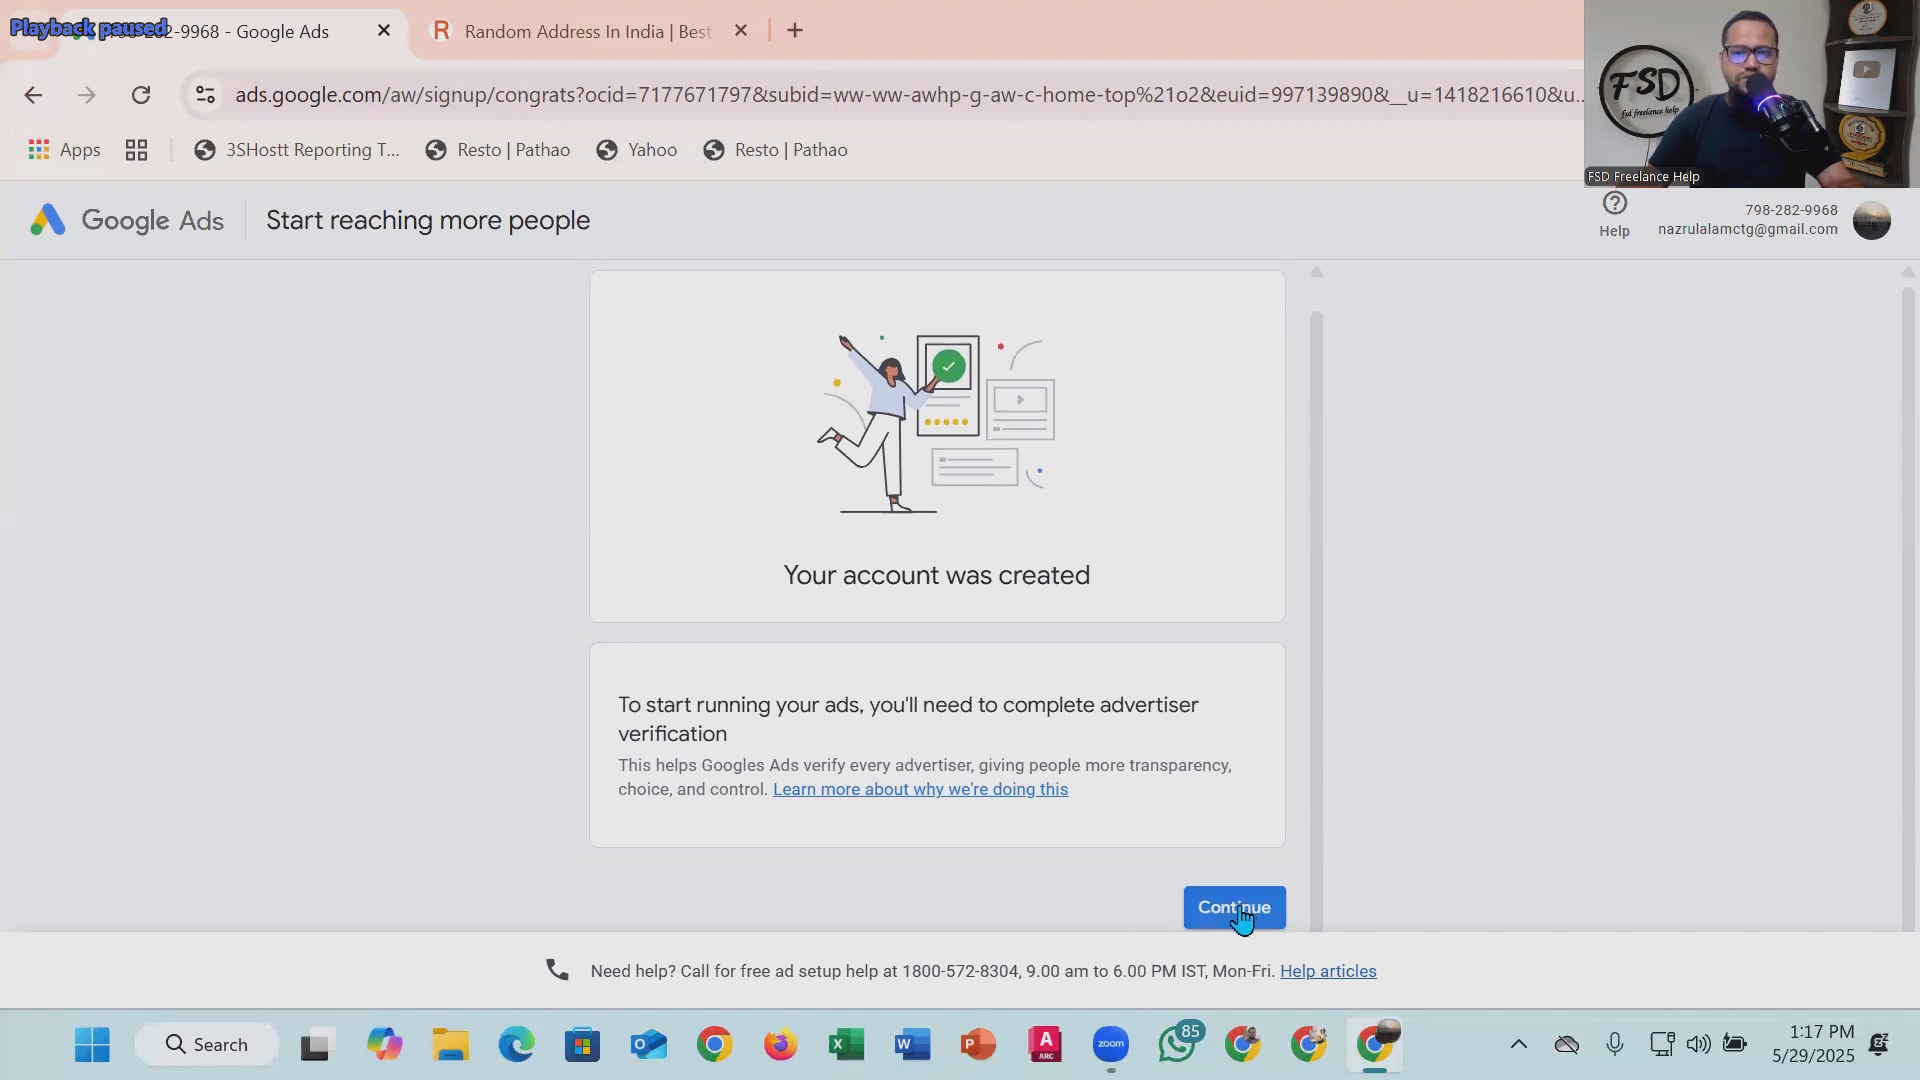 Playback paused
798-282-9968 - Google Ads
Random Address In India | Best
ads.google.com/aw/signup/congrats?ocid=7177671797&subid=ww-ww-awhp-g-aw-c-home-top%21o2&euid=997139890&__u=1418216610&u...
Apps
3SHostt Reporting T...
Resto | Pathao
Yahoo
Resto | Pathao
FSD
fsd freelance help
FSD Freelance Help
Google Ads
Start reaching more people
Help
798-282-9968
nazrulalamctg@gmail.com
Your account was created
To start running your ads, you'll need to complete advertiser
verification
This helps Googles Ads verify every advertiser, giving people more transparency,
choice, and control. Learn more about why we're doing this
Continue
Need help? Call for free ad setup help at 1800-572-8304, 9.00 am to 6.00 PM IST, Mon-Fri. Help articles
Search
zoom
85
1:17 PM
5/29/2025